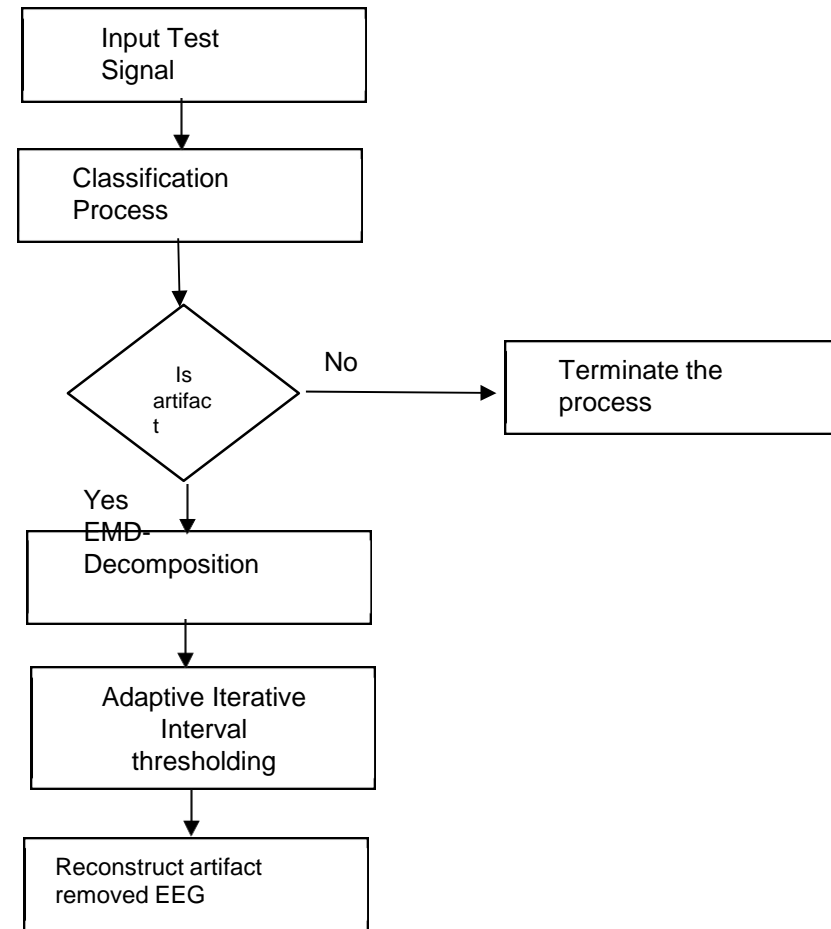 Input Test
Signal
Classification
Process
Is
artifac
t
No
Terminate the
process
Yes
EMD-
Decomposition
Adaptive Iterative
Interval
thresholding
Reconstruct artifact
removed EEG